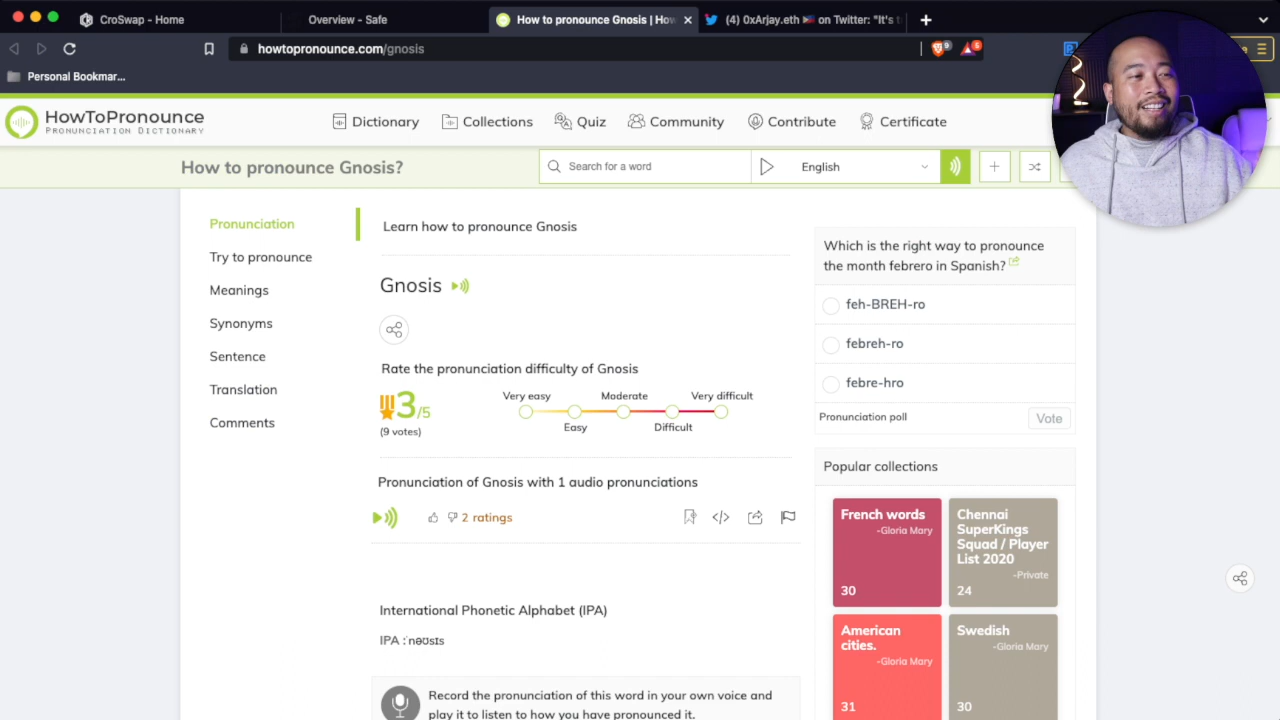 CroSwap - Home
Overview - Safe
How to pronounce Gnosis | How
(4) 0xArjay.eth 🇵🇭 on Twitter: "It's t
howtopronounce.com/gnosis
9
5
Personal Bookmar...
HowToPronounce
PRONUNCIATION DICTIONARY
Dictionary
Collections
Quiz
Community
Contribute
Certificate
How to pronounce Gnosis?
Search for a word
English
Pronunciation
Try to pronounce
Meanings
Synonyms
Sentence
Translation
Comments
Learn how to pronounce Gnosis
Gnosis
Rate the pronunciation difficulty of Gnosis
3/5
(9 votes)
Very easy
Moderate
Very difficult
Easy
Difficult
Pronunciation of Gnosis with 1 audio pronunciations
2 ratings
International Phonetic Alphabet (IPA)
IPA : ˈnəʊsɪs
Record the pronunciation of this word in your own voice and
play it to listen to how you have pronounced it.
Which is the right way to pronounce
the month febrero in Spanish?
feh-BREH-ro
febreh-ro
febre-hro
Pronunciation poll
Vote
Popular collections
French words
-Gloria Mary
30
Chennai
SuperKings
Squad / Player
List 2020
-Private
24
American
cities.
-Gloria Mary
31
Swedish
-Gloria Mary
30